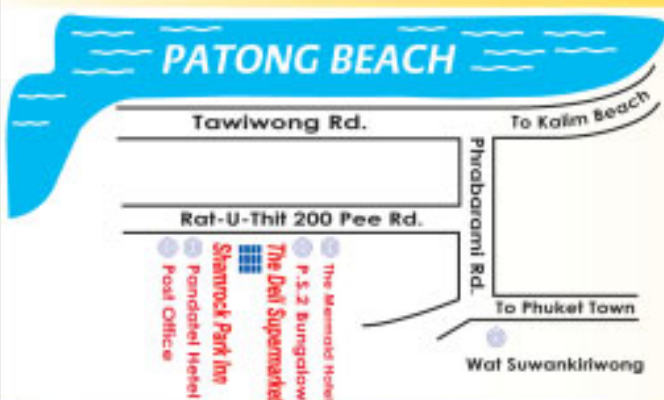 PATONG BEACH
Tawiwong Rd.
To Kalim Beach
Phrabarami Rd.
Rat-U-Thit 200 Pee Rd.
Post Office
Pandatel Hotel
Shamrock Park Inn
The Deli Supermarket
P.S.2 Bungalow
The Mermaid Hotel
To Phuket Town
Wat Suwankiriwong